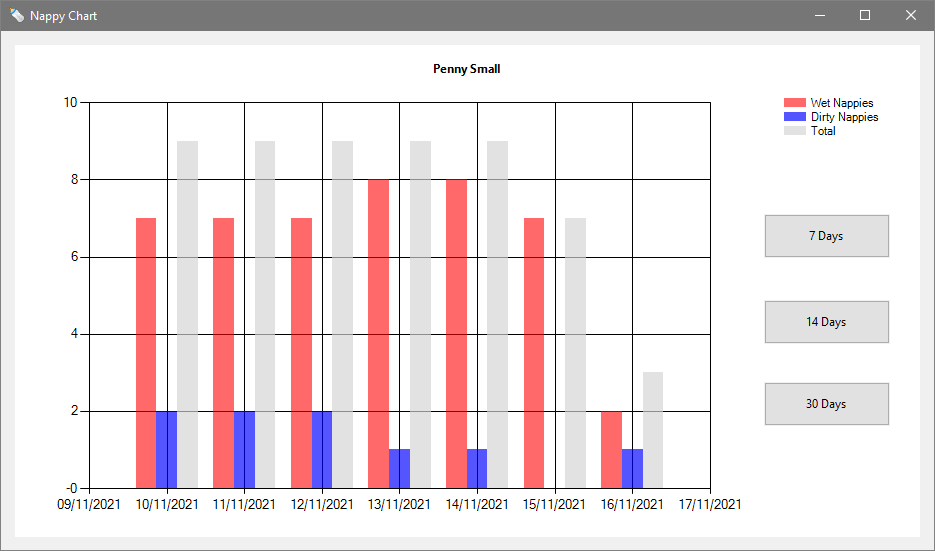 Nappy Chart
Penny Small
10
8
6
4
2
-0
09/11/2021 10/11/2021 11/11/2021 12/11/2021 13/11/2021 14/11/2021 15/11/2021 16/11/2021 17/11/2021
Wet Nappies
Dirty Nappies
Total
7 Days
14 Days
30 Days